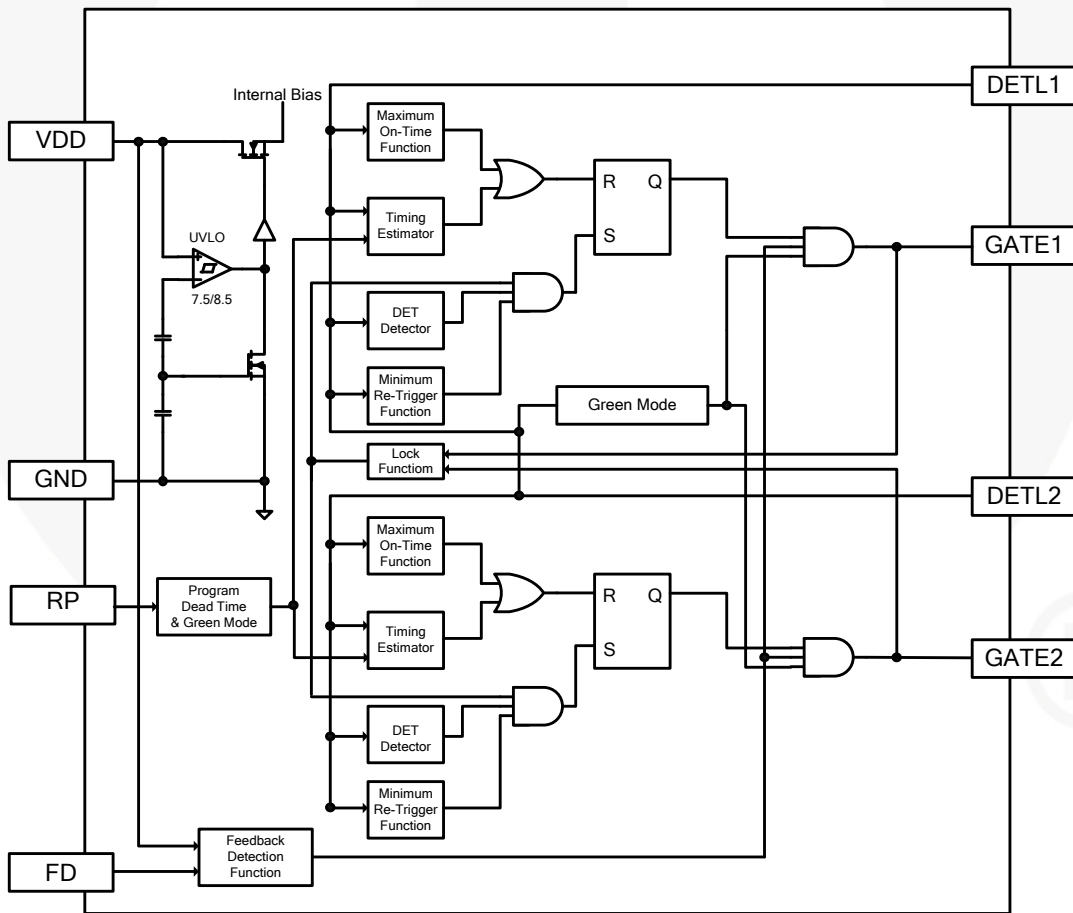 DETL1
Internal Bias
Maximum
On-Time
Function
VDD
R
Q
Timing
Estimator
UVLO
S
GATE1
7.5/8.5
DET
Detector
Minimum
Re-Trigger
Function
Green Mode
Lock
Functiom
GND
DETL2
Maximum
On-Time
Function
RP
Program
Dead Time
& Green Mode
R
Q
Timing
Estimator
S
GATE2
DET
Detector
Minimum
Re-Trigger
Function
Feedback
Detection
Function
FD